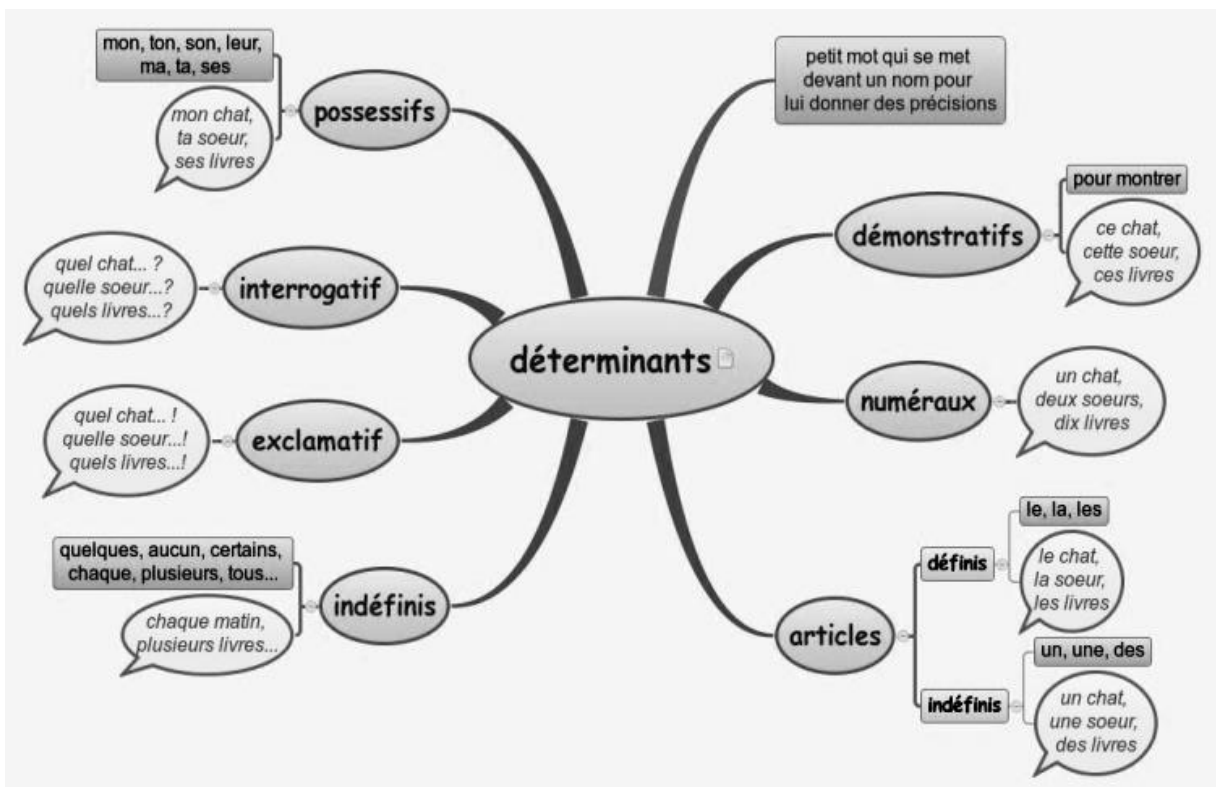 mon, ton, son, leur,
ma, ta, ses
possessifs
mon chat,
ta soeur,
ses livres
petit mot qui se met
devant un nom pour
lui donner des précisions
démonstratifs
pour montrer
ce chat,
cette soeur,
ces livres
quel chat... ?
quelle soeur...?
quels livres...?
interrogatif
déterminants
numéraux
un chat,
deux soeurs,
dix livres
quel chat... !
quelle soeur...!
quels livres...!
exclamatif
quelques, aucun, certains,
chaque, plusieurs, tous...
indéfinis
chaque matin,
plusieurs livres...
articles
définis
le, la, les
le chat,
la soeur,
les livres
indéfinis
un, une, des
un chat,
une soeur,
des livres